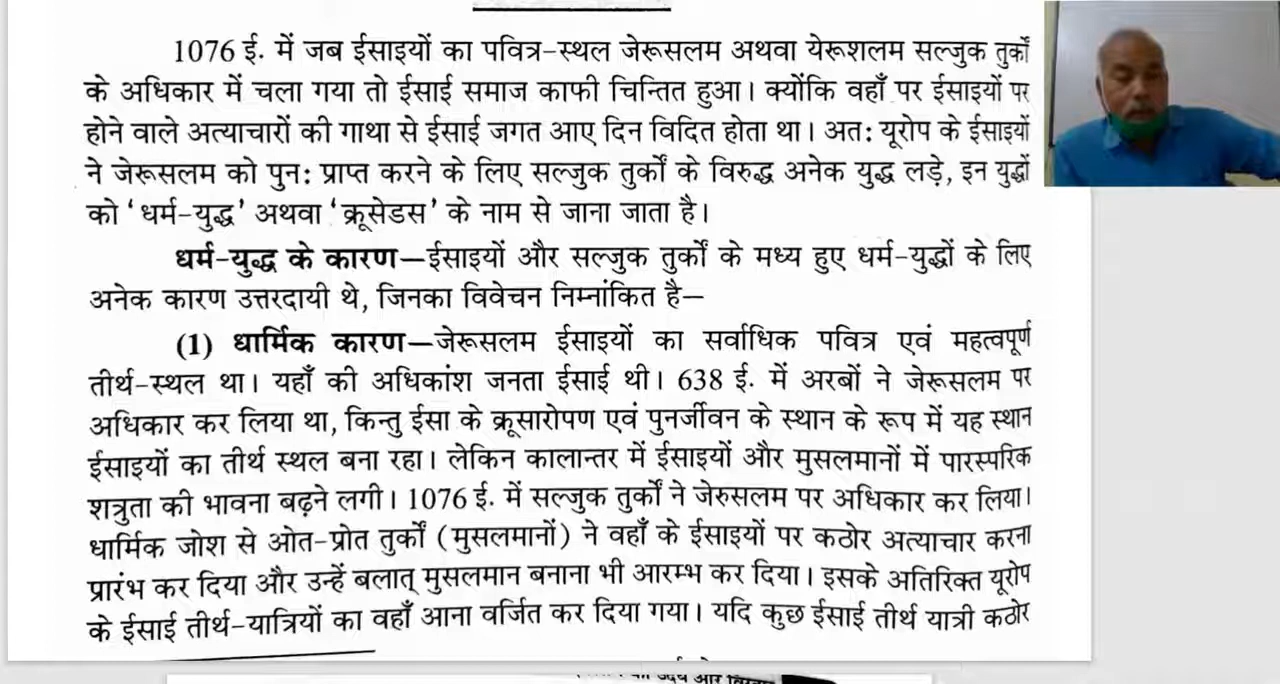 1076 ई. में जब ईसाइयों का पवित्र-स्थल जेरूसलम अथवा येरूशलम सल्जुक तुर्कों
के अधिकार में चला गया तो ईसाई समाज काफी चिन्तित हुआ। क्योंकि वहाँ पर ईसाइयों पर
होने वाले अत्याचारों की गाथा से ईसाई जगत आए दिन विदित होता था। अतः यूरोप के ईसाइयों
ने जेरूसलम को पुनः प्राप्त करने के लिए सल्जुक तुर्कों के विरुद्ध अनेक युद्ध लड़े, इन युद्धों
को 'धर्म-युद्ध' अथवा 'क्रूसेडस' के नाम से जाना जाता है।
धर्म-युद्ध के कारण—ईसाइयों और सल्जुक तुर्कों के मध्य हुए धर्म-युद्धों के लिए
अनेक कारण उत्तरदायी थे, जिनका विवेचन निम्नांकित है—
(1) धार्मिक कारण—जेरूसलम ईसाइयों का सर्वाधिक पवित्र एवं महत्वपूर्ण
तीर्थ-स्थल था। यहाँ की अधिकांश जनता ईसाई थी। 638 ई. में अरबों ने जेरूसलम पर
अधिकार कर लिया था, किन्तु ईसा के क्रूसारोपण एवं पुनर्जीवन के स्थान के रूप में यह स्थान
ईसाइयों का तीर्थ स्थल बना रहा। लेकिन कालान्तर में ईसाइयों और मुसलमानों में पारस्परिक
शत्रुता की भावना बढ़ने लगी। 1076 ई. में सल्जुक तुर्कों ने जेरुसलम पर अधिकार कर लिया।
धार्मिक जोश से ओत-प्रोत तुर्कों (मुसलमानों) ने वहाँ के ईसाइयों पर कठोर अत्याचार करना
प्रारंभ कर दिया और उन्हें बलात् मुसलमान बनाना भी आरम्भ कर दिया। इसके अतिरिक्त यूरोप
के ईसाई तीर्थ-यात्रियों का वहाँ आना वर्जित कर दिया गया। यदि कुछ ईसाई तीर्थ यात्री कठोर